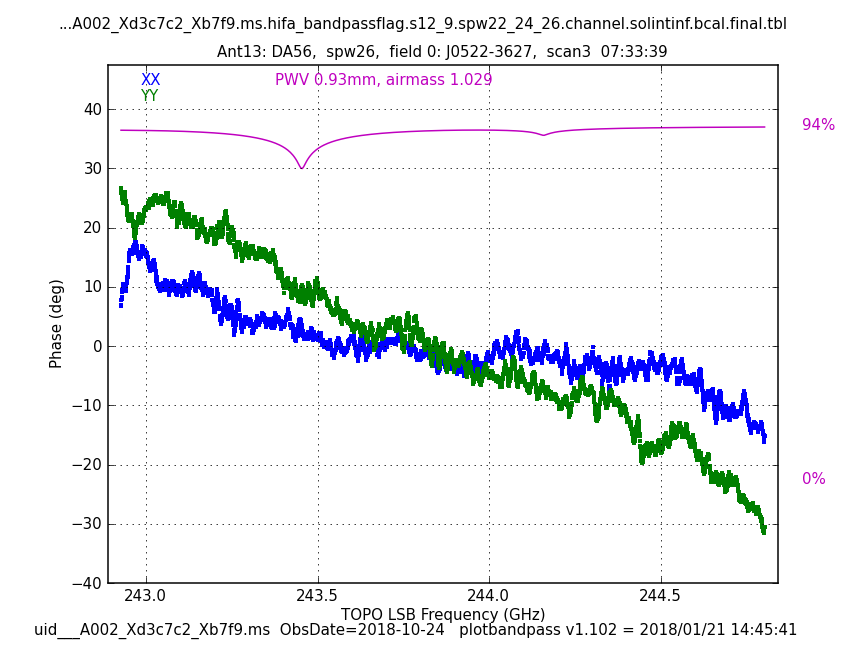 ...A002_Xd3c7c2_Xb7f9.ms.hifa_bandpassflag.s12_9.spw22_24_26.channel.solintinf.bcal.final.tbl
Ant13: DA56,  spw26,  field 0: J0522-3627,  scan3  07:33:39
XX
PWV 0.93mm, airmass 1.029
YY
40
94%
30
20
10
0
−10
−20
0%
−30
−40
Phase (deg)
243.0 243.5 244.0 244.5
TOPO LSB Frequency (GHz)
uid___A002_Xd3c7c2_Xb7f9.ms  ObsDate=2018-10-24   plotbandpass v1.102 = 2018/01/21 14:45:41